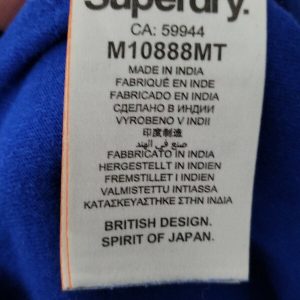 Superdry.
CA: 59944
M10888MT
MADE IN INDIA
FABRIQUÉ EN INDE
FABRICADO EN INDIA
СДЕЛАНО В ИНДИИ
VYROBENO V INDII
印度制造
صنع في الهند
FABBRICATO IN INDIA
HERGESTELLT IN INDIEN
FREMSTILLET I INDIEN
VALMISTETTU INTIASSA
ΚΑΤΑΣΚΕΥΑΣΤΗΚΕ ΣΤΗΝ ΙΝΔΙΑ
BRITISH DESIGN.
SPIRIT OF JAPAN.